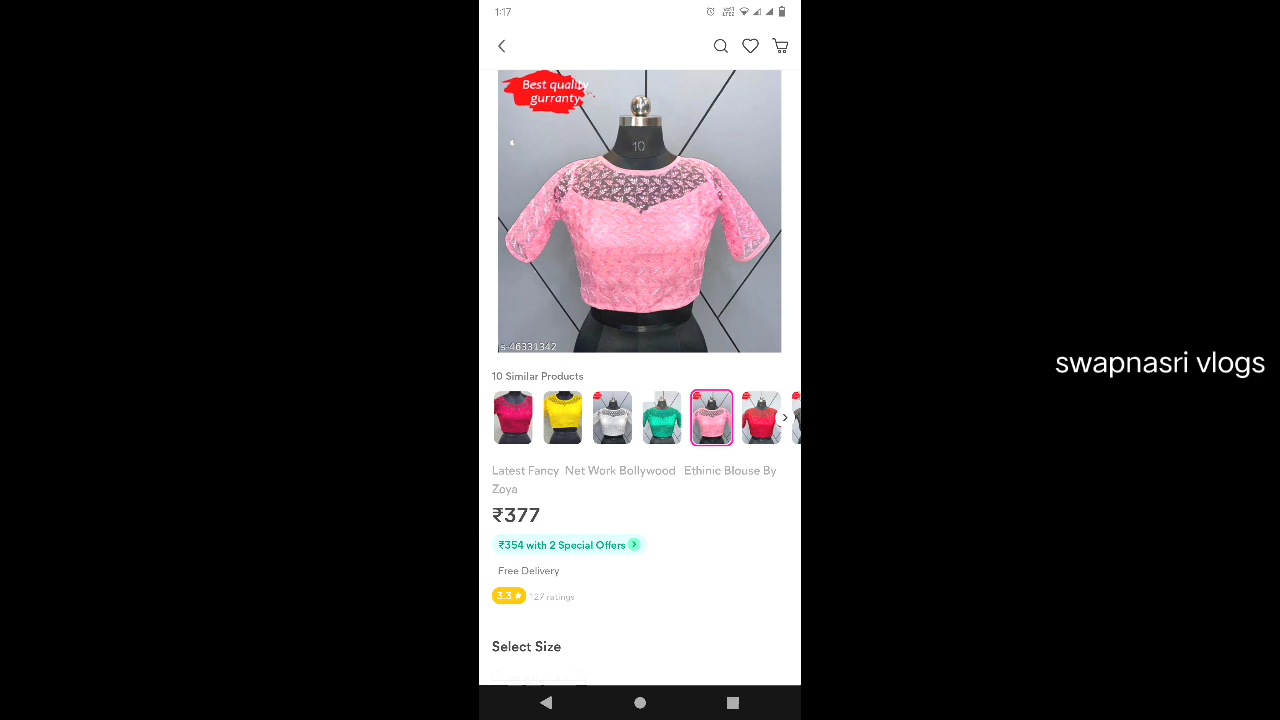 1:17
Best quality
gurranty
10
s-46331342
10 Similar Products
Latest Fancy Net Work Bollywood Ethinic Blouse By
Zoya
₹377
₹354 with 2 Special Offers
Free Delivery
3.3 ★ 127 ratings
Select Size
swapnasri vlogs